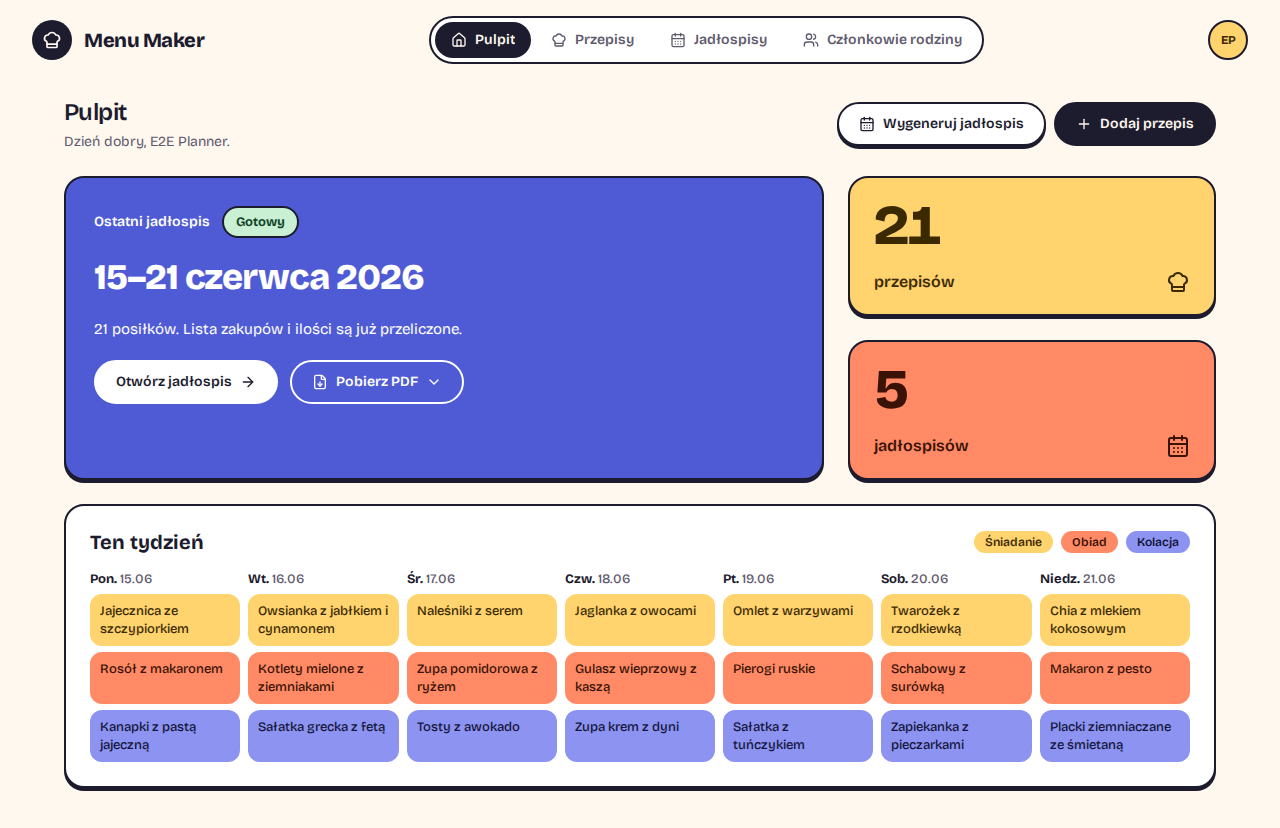 Menu Maker
Pulpit
Przepisy
Jadłospisy
Członkowie rodziny
EP
Pulpit
Dzień dobry, E2E Planner.
Wygeneruj jadłospis
Dodaj przepis
Ostatni jadłospis
Gotowy
15–21 czerwca 2026
21 posiłków. Lista zakupów i ilości są już przeliczone.
Otwórz jadłospis
Pobierz PDF
21
przepisów
5
jadłospisów
Ten tydzień
Śniadanie
Obiad
Kolacja
Pon. 15.06
Wt. 16.06
Śr. 17.06
Czw. 18.06
Pt. 19.06
Sob. 20.06
Niedz. 21.06
Jajecznica ze
szczypiorkiem
Owsianka z jabłkiem i
cynamonem
Naleśniki z serem
Jaglanka z owocami
Omlet z warzywami
Twarożek z
rzodkiewką
Chia z mlekiem
kokosowym
Rosół z makaronem
Kotlety mielone z
ziemniakami
Zupa pomidorowa z
ryżem
Gulasz wieprzowy z
kaszą
Pierogi ruskie
Schabowy z
surówką
Makaron z pesto
Kanapki z pastą
jajeczną
Sałatka grecka z fetą
Tosty z awokado
Zupa krem z dyni
Sałatka z
tuńczykiem
Zapiekanka z
pieczarkami
Placki ziemniaczane
ze śmietaną